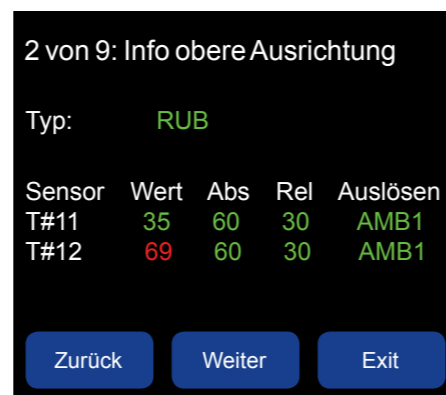 2 von 9: Info obere Ausrichtung
Typ: RUB
Sensor Wert Abs Rel Auslösen
T#11 35 60 30 AMB1
T#12 69 60 30 AMB1
Zurück Weiter Exit